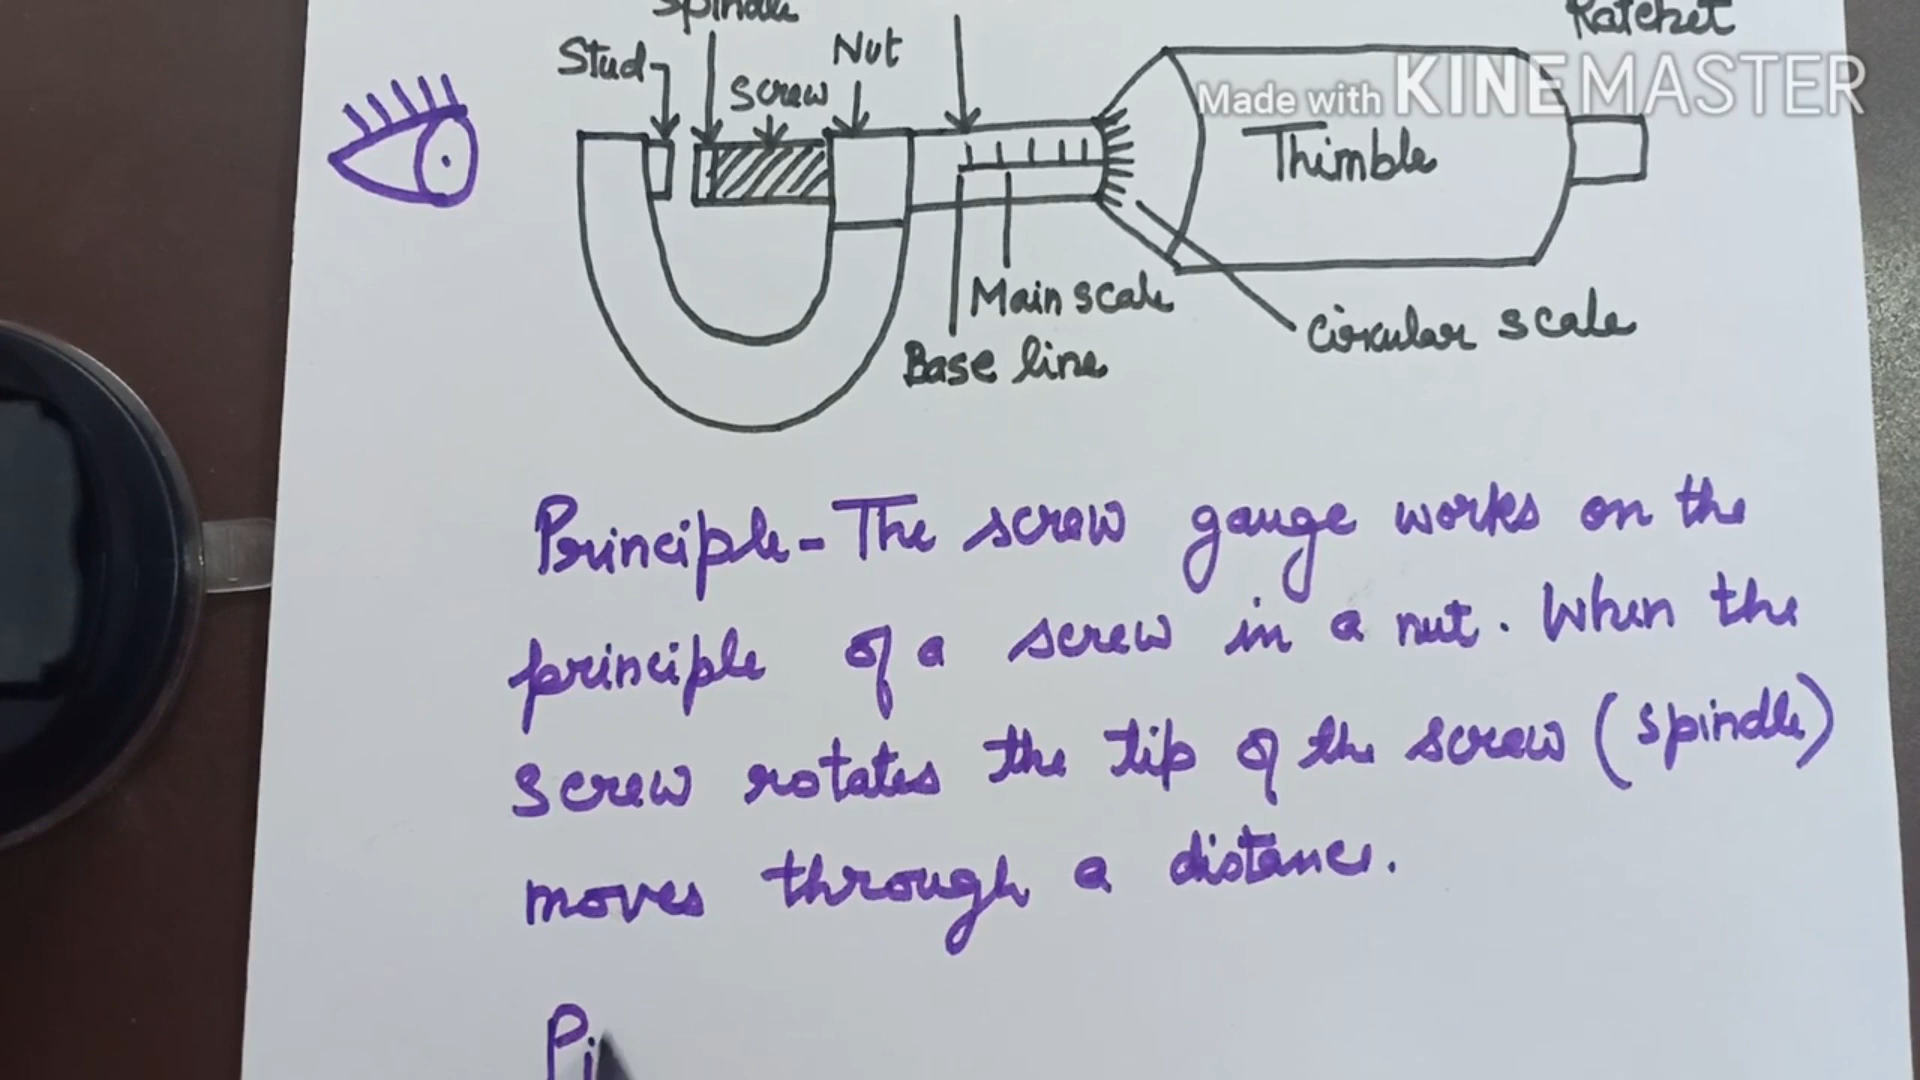 Spindle
Ratchet
Stud
Nut
Screw
Made with KINEMASTER
Thimble
Main scale
Circular scale
Base line
Principle - The screw gauge works on the
principle of a screw in a nut. When the
screw rotates the tip of the screw (spindle)
moves through a distance.
Pi